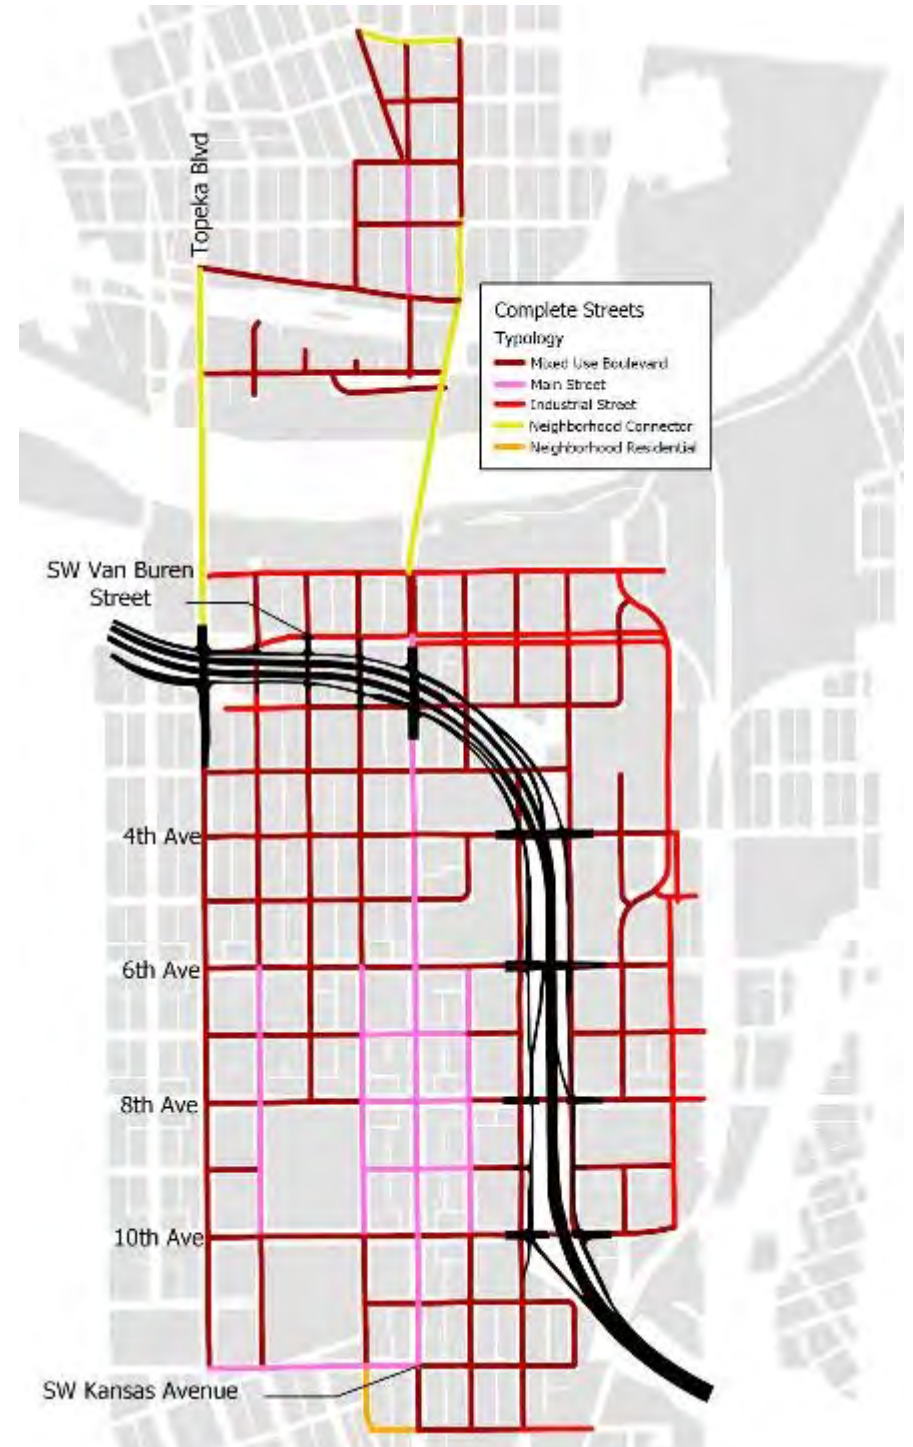 Topeka Blvd
Complete Streets
Typology
Mixed Use Boulevard
Main Street
Industrial Street
Neighborhood Connector
Neighborhood Residential
SW Van Buren
Street
4th Ave
6th Ave
8th Ave
10th Ave
SW Kansas Avenue